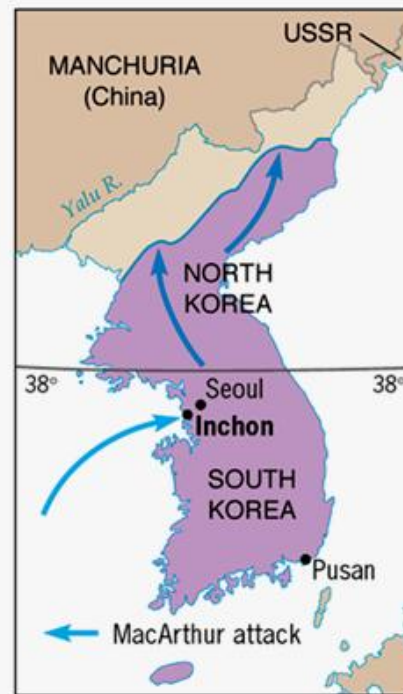 USSR
MANCHURIA
(China)
Yalu R.
NORTH
KOREA
38°
38°
Seoul
Inchon
SOUTH
KOREA
Pusan
MacArthur attack